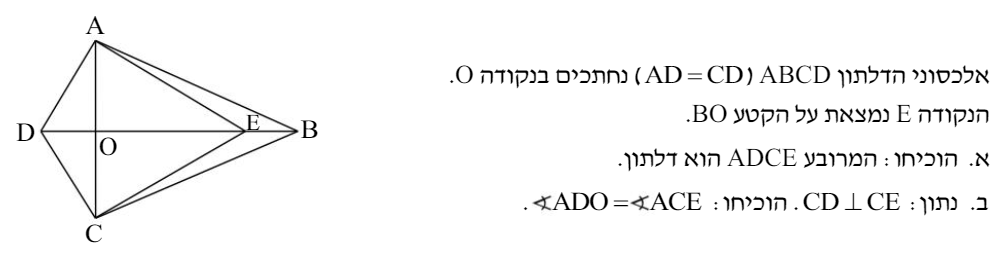 אלכסוני הדלתון ABCD (AD = CD) נחתכים בנקודה O.
הנקודה E נמצאת על הקטע BO.
א. הוכיחו: המרובע ADCE הוא דלתון.
ב. נתון: CD ⊥ CE. הוכיחו: ∢ADO = ∢ACE.
A
D
O
E
B
C